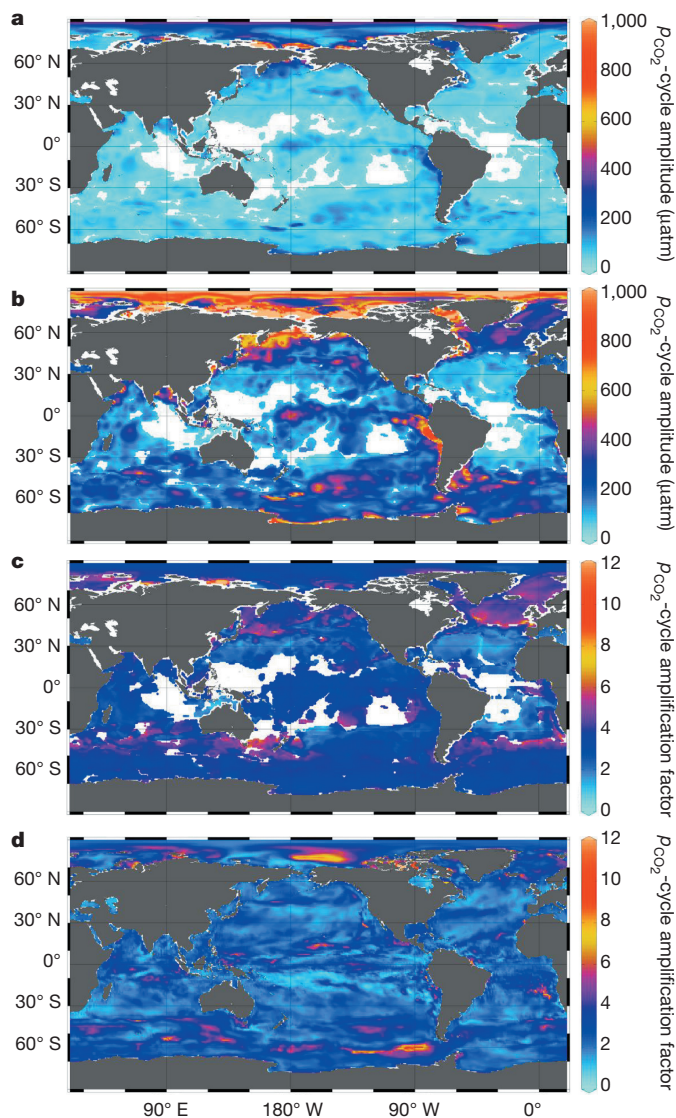 a
60° N
30° N
0°
30° S
60° S
1,000
800
600
400
200
0
pCO2-cycle amplitude (µatm)
b
60° N
30° N
0°
30° S
60° S
1,000
800
600
400
200
0
pCO2-cycle amplitude (µatm)
c
60° N
30° N
0°
30° S
60° S
12
10
8
6
4
2
0
pCO2-cycle amplification factor
d
60° N
30° N
0°
30° S
60° S
12
10
8
6
4
2
0
pCO2-cycle amplification factor
90° E 180° W 90° W 0°